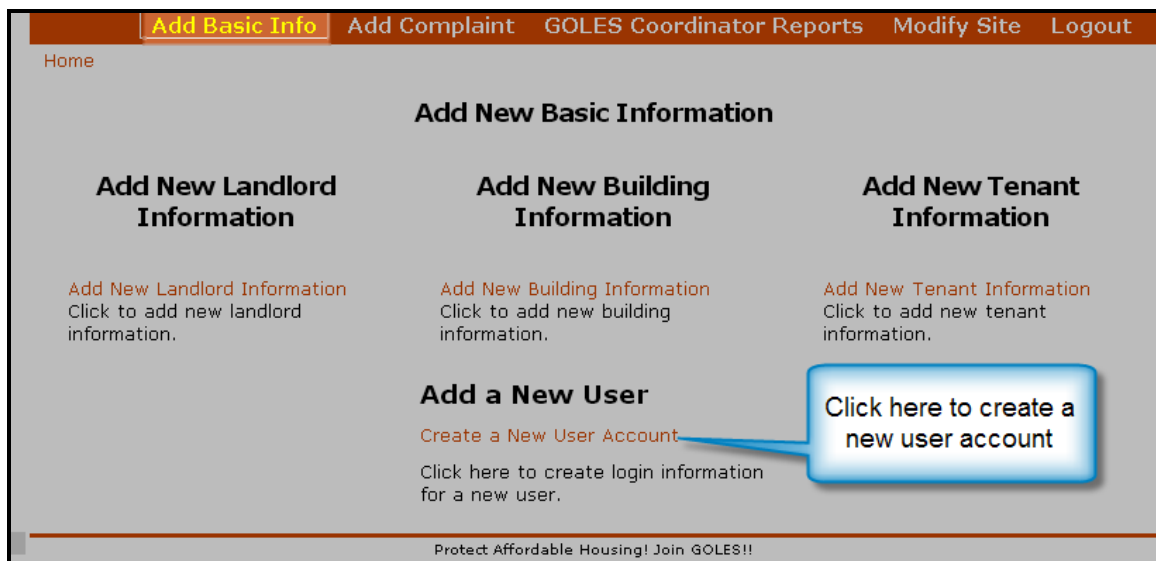 Add Basic Info Add Complaint GOLES Coordinator Reports Modify Site Logout
Home
Add New Basic Information
Add New Landlord
Information
Add New Landlord Information
Click to add new landlord
information.
Add New Building
Information
Add New Building Information
Click to add new building
information.
Add New Tenant
Information
Add New Tenant Information
Click to add new tenant
information.
Add a New User
Create a New User Account
Click here to create login information
for a new user.
Click here to create a
new user account
Protect Affordable Housing! Join GOLES!!